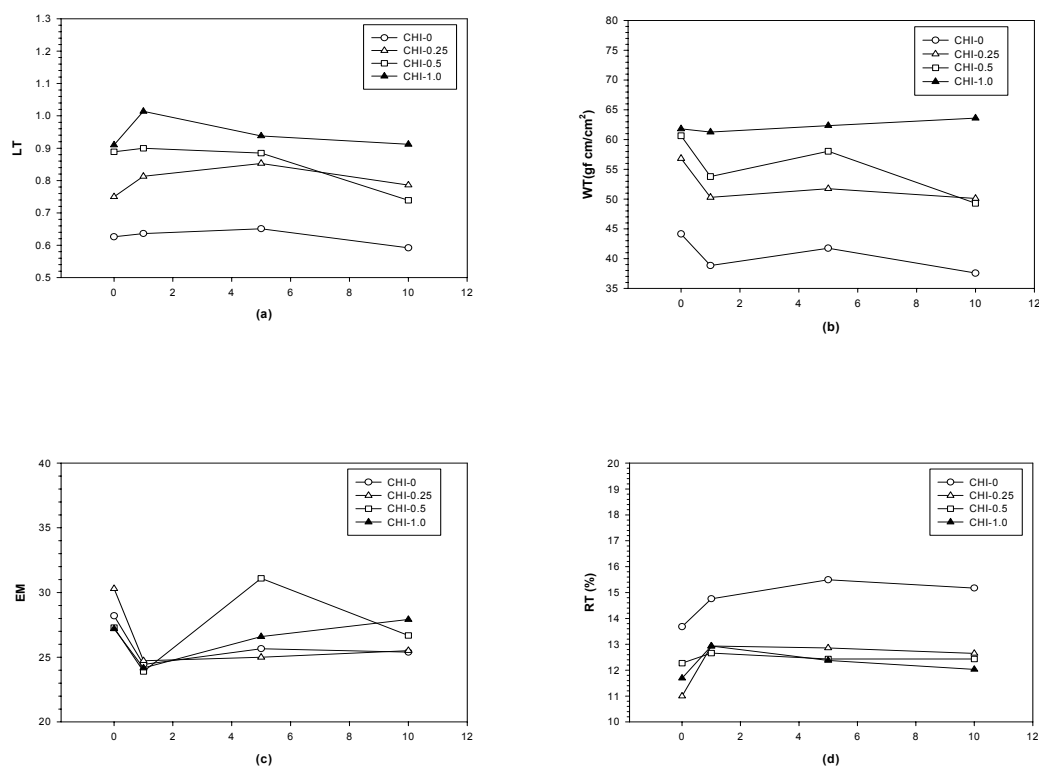 1.3
1.2
1.1
1.0
0.9
0.8
0.7
0.6
0.5
LT
CHI-0
CHI-0.25
CHI-0.5
CHI-1.0
0 2 4 6 8 10 12
(a)
80
75
70
65
60
55
50
45
40
35
WT(gf cm/cm²)
CHI-0
CHI-0.25
CHI-0.5
CHI-1.0
0 2 4 6 8 10 12
(b)
40
35
30
25
20
EM
CHI-0
CHI-0.25
CHI-0.5
CHI-1.0
0 2 4 6 8 10 12
(c)
20
19
18
17
16
15
14
13
12
11
10
RT (%)
CHI-0
CHI-0.25
CHI-0.5
CHI-1.0
0 2 4 6 8 10 12
(d)